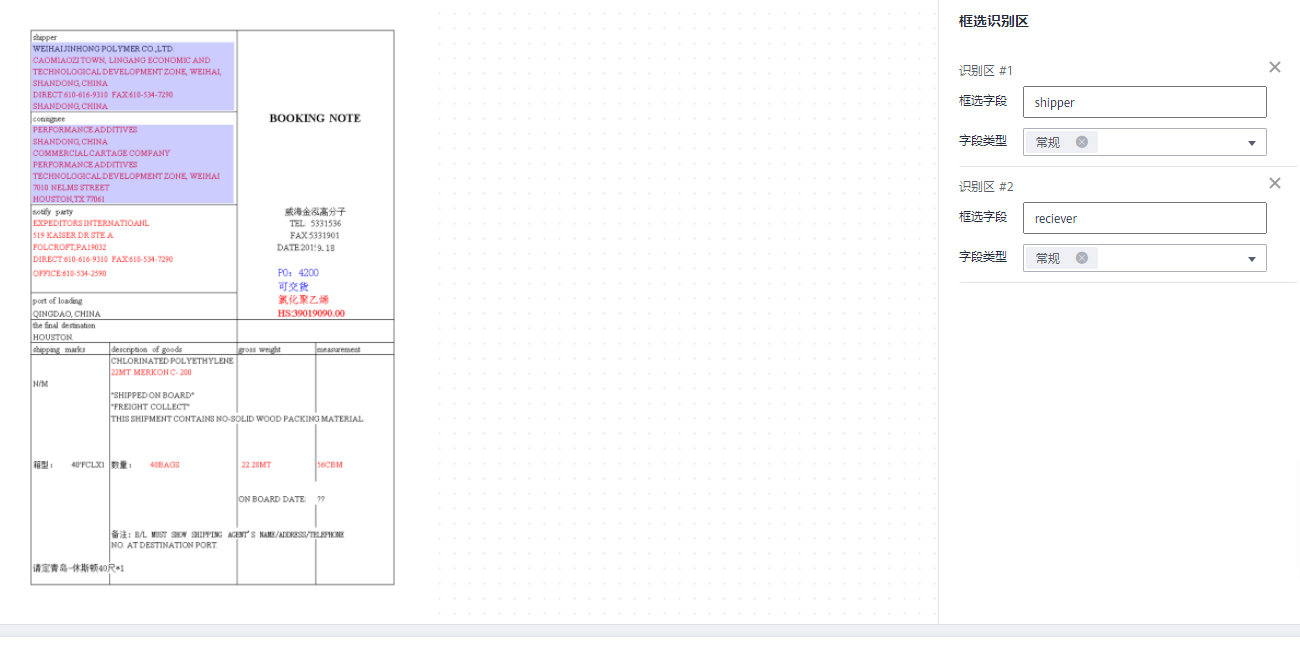 shipper
WEIHAI JINHONG POLYMER CO.,LTD.
CAOMIAOZI TOWN, LINGANG ECONOMIC AND
TECHNOLOGICAL DEVELOPMENT ZONE, WEIHAI,
SHANDONG, CHINA
DIRECT:610-616-9310 FAX:610-534-7290
SHANDONG, CHINA
consignee
PERFORMANCE ADDITIVES
SHANDONG, CHINA
COMMERCIAL CARTAGE COMPANY
PERFORMANCE ADDITIVES
TECHNOLOGICAL DEVELOPMENT ZONE, WEIHAI
7010 NELMS STREET
HOUSTON,TX 77061
notify party
EXPEDITORS INTERNATIOANL
519 KAISER DR STE A
FOLCROFT,PA19032
DIRECT:610-616-9310 FAX:610-534-7290
OFFICE:610-534-2590
port of loading
QINGDAO, CHINA
BOOKING NOTE
威海金泓高分子
TEL: 5331536
FAX:5331901
DATE:2019.9.18
PO: 4200
可交货
氯化聚乙烯
HS:39019090.00
the final destination
HOUSTON
shipping marks description of goods gross weight measurement
CHLORINATED POLYETHYLENE
22MT MERKON C- 200
N/M
"SHIPPED ON BOARD"
"FREIGHT COLLECT"
THIS SHIPMENT CONTAINS NO-SOLID WOOD PACKING MATERIAL
箱型: 40'FCLX1 数量: 40BAGS 22.28MT 56CBM
ON BOARD DATE: ??
备注: B/L MUST SHOW SHIPPING AGENT'S NAME/ADDRESS/TELEPHONE
NO. AT DESTINATION PORT.
请定青岛-休斯顿40尺*1
框选识别区
识别区 #1
框选字段 shipper
字段类型 常规
识别区 #2
框选字段 reciever
字段类型 常规